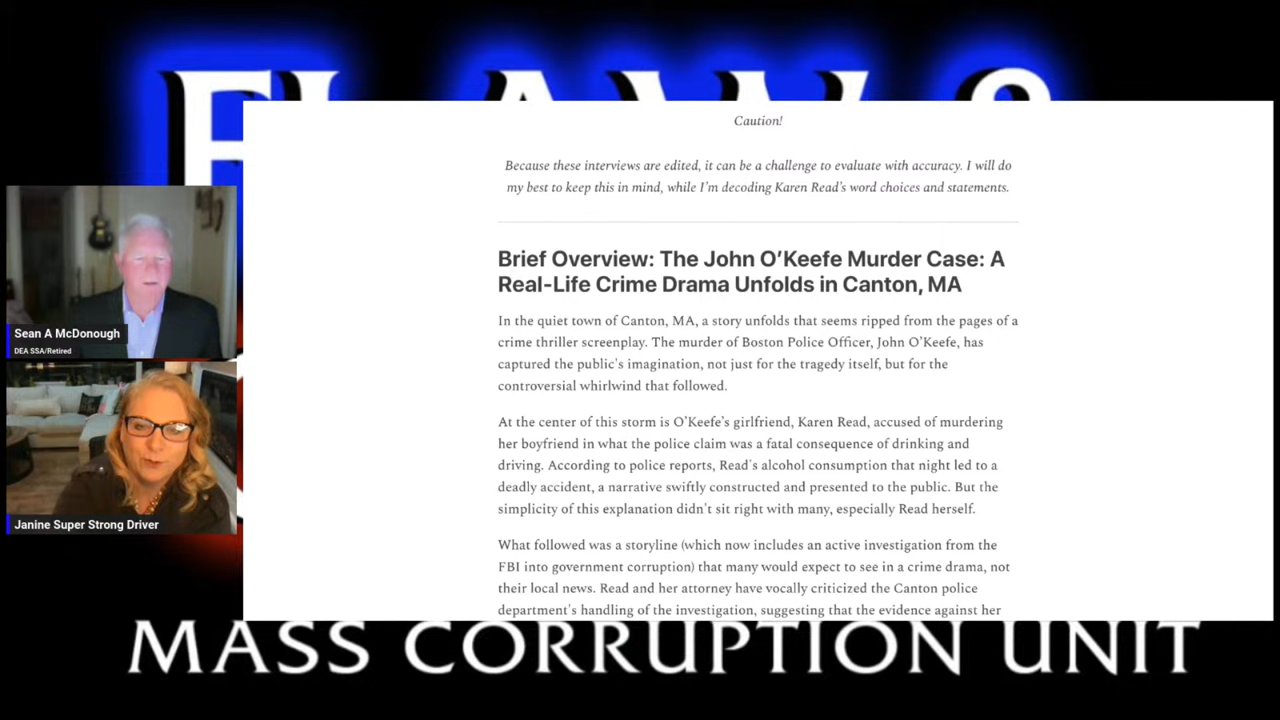 Caution!
Because these interviews are edited, it can be a challenge to evaluate with accuracy. I will do
my best to keep this in mind, while I'm decoding Karen Read's word choices and statements.
Brief Overview: The John O'Keefe Murder Case: A
Real-Life Crime Drama Unfolds in Canton, MA
In the quiet town of Canton, MA, a story unfolds that seems ripped from the pages of a
crime thriller screenplay. The murder of Boston Police Officer, John O'Keefe, has
captured the public's imagination, not just for the tragedy itself, but for the
controversial whirlwind that followed.
At the center of this storm is O'Keefe's girlfriend, Karen Read, accused of murdering
her boyfriend in what the police claim was a fatal consequence of drinking and
driving. According to police reports, Read's alcohol consumption that night led to a
deadly accident, a narrative swiftly constructed and presented to the public. But the
simplicity of this explanation didn't sit right with many, especially Read herself.
What followed was a storyline (which now includes an active investigation from the
FBI into government corruption) that many would expect to see in a crime drama, not
their local news. Read and her attorney have vocally criticized the Canton police
department's handling of the investigation, suggesting that the evidence against her
Sean A McDonough
DEA SSA/Retired
Janine Super Strong Driver
MASS CORRUPTION UNIT